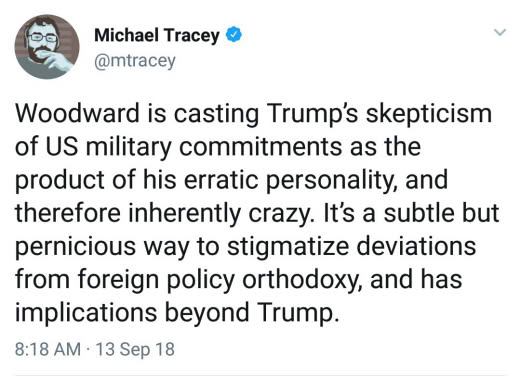 Michael Tracey
@mtracey
Woodward is casting Trump's skepticism
of US military commitments as the
product of his erratic personality, and
therefore inherently crazy. It's a subtle but
pernicious way to stigmatize deviations
from foreign policy orthodoxy, and has
implications beyond Trump.
8:18 AM · 13 Sep 18